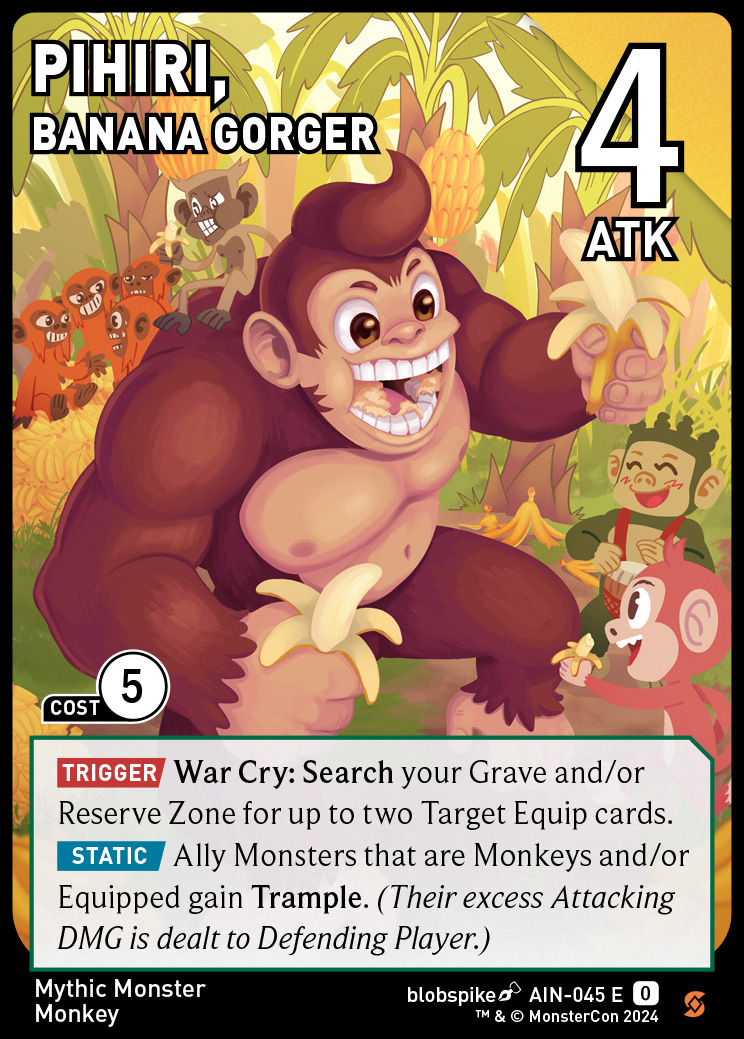 PIHIRI,
BANANA GORGER
4
ATK
COST 5
TRIGGER War Cry: Search your Grave and/or
Reserve Zone for up to two Target Equip cards.
STATIC Ally Monsters that are Monkeys and/or
Equipped gain Trample. (Their excess Attacking
DMG is dealt to Defending Player.)
Mythic Monster
Monkey
blobspike AIN-045 E 0
™ & © MonsterCon 2024